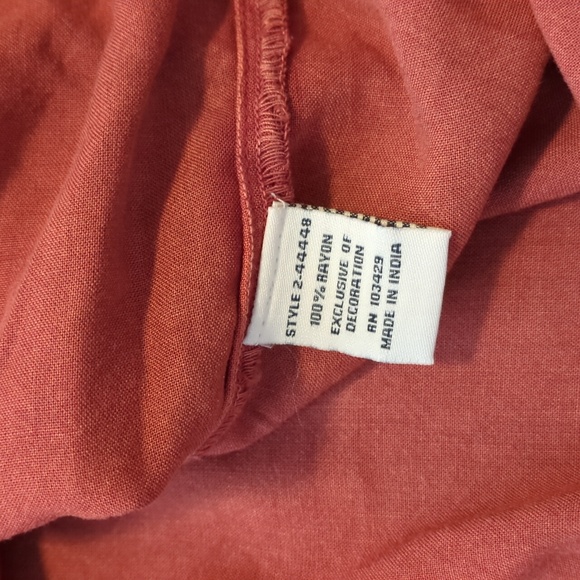 STYLE 2-44448
100% RAYON
EXCLUSIVE OF
DECORATION
RN 103429
MADE IN INDIA